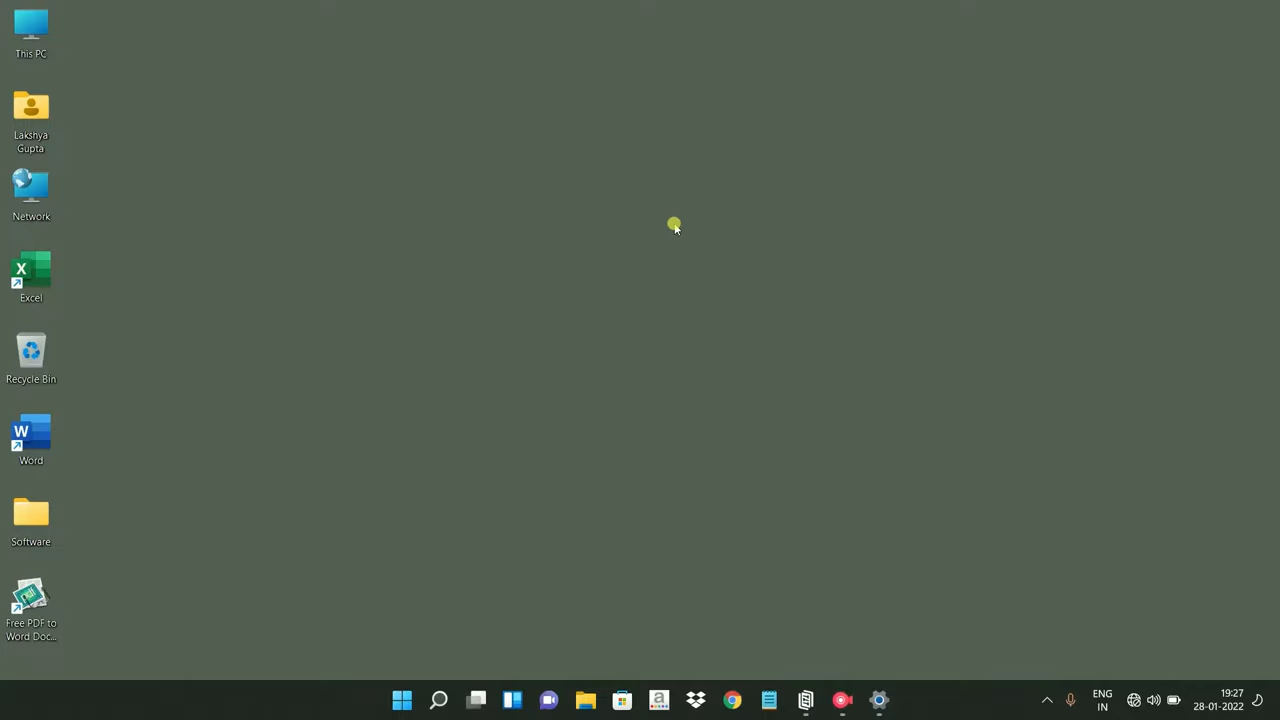 This PC
Lakshya
Gupta
Network
X
Excel
Recycle Bin
W
Word
Software
Free PDF to
Word Doc...
a
ENG
IN
19:27
28-01-2022